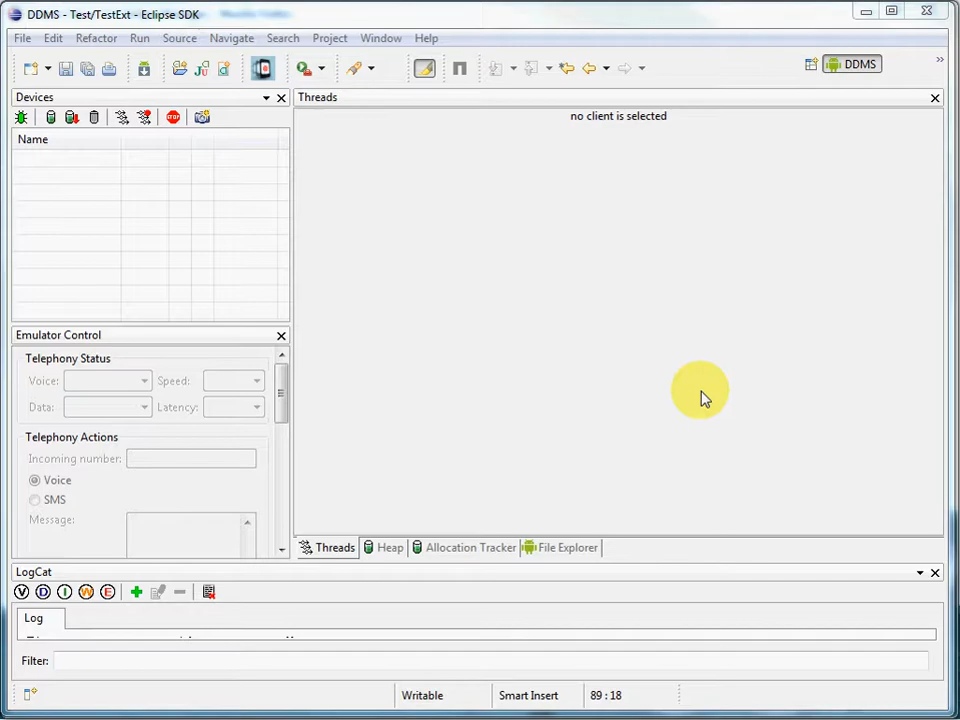 DDMS - Test/TestExt - Eclipse SDK
File Edit Refactor Run Source Navigate Search Project Window Help
DDMS
Devices
Threads
Name
no client is selected
Emulator Control
Telephony Status
Voice: Speed:
Data: Latency:
Telephony Actions
Incoming number:
Voice
SMS
Message:
Threads Heap Allocation Tracker File Explorer
LogCat
V D I W E
Log
Filter:
Writable Smart Insert 89 : 18